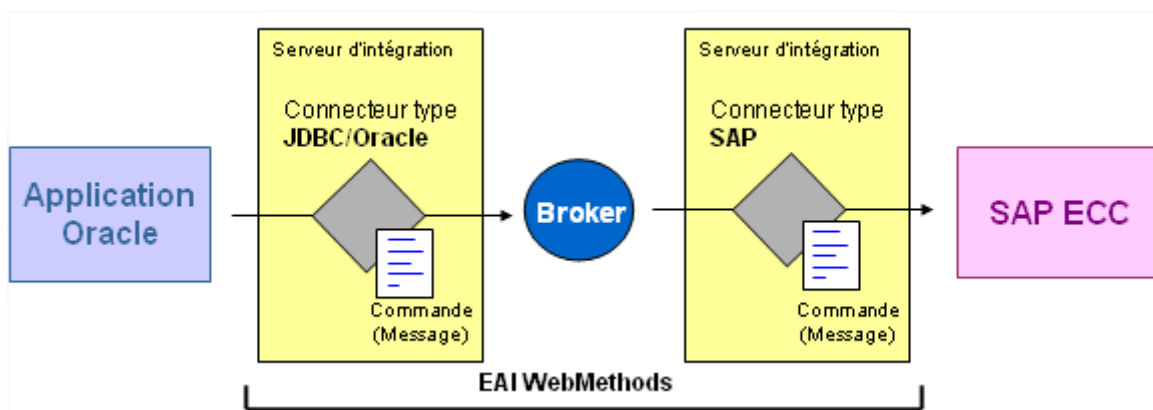 Serveur d'intégration
Connecteur type
JDBC/Oracle
Commande
(Message)
Serveur d'intégration
Connecteur type
SAP
Commande
(Message)
Application
Oracle
Broker
SAP ECC
EAI WebMethods